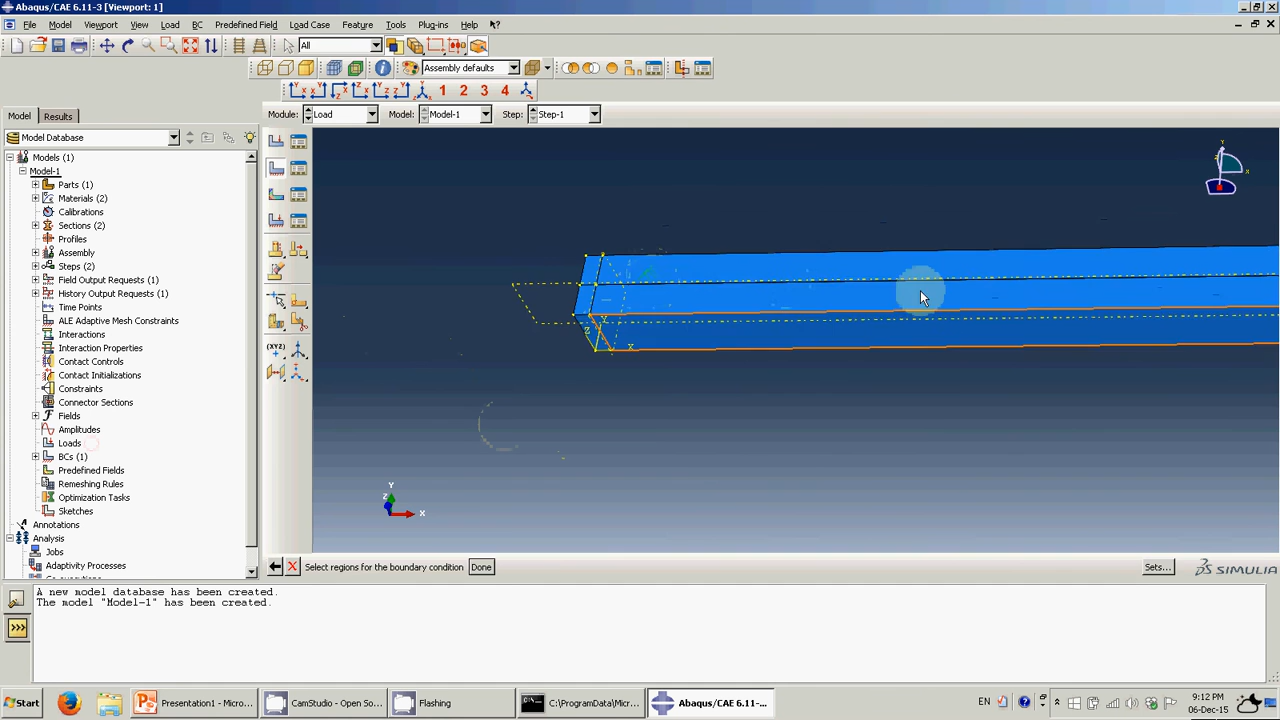 Abaqus/CAE 6.11-3 [Viewport: 1]
File Model Viewport View Load BC Predefined Field Load Case Feature Tools Plug-ins Help
All
Assembly defaults
1 2 3 4
Model Results
Module: Load Model: Model-1 Step: Step-1
Model Database
Models (1)
Model-1
Parts (1)
Materials (2)
Calibrations
Sections (2)
Profiles
Assembly
Steps (2)
Field Output Requests (1)
History Output Requests (1)
Time Points
ALE Adaptive Mesh Constraints
Interactions
Interaction Properties
Contact Controls
Contact Initializations
Constraints
Connector Sections
Fields
Amplitudes
Loads
BCs (1)
Predefined Fields
Remeshing Rules
Optimization Tasks
Sketches
Annotations
Analysis
Jobs
Adaptivity Processes
(XYZ)
Y
X
Y
Z
X
Y
Z
X
Select regions for the boundary condition Done Sets... SIMULIA
A new model database has been created.
The model "Model-1" has been created.
>>>
Start Presentation1 - Micro... CamStudio - Open So... Flashing C:\ProgramData\Micr... Abaqus/CAE 6.11-... EN 9:12 PM
06-Dec-15